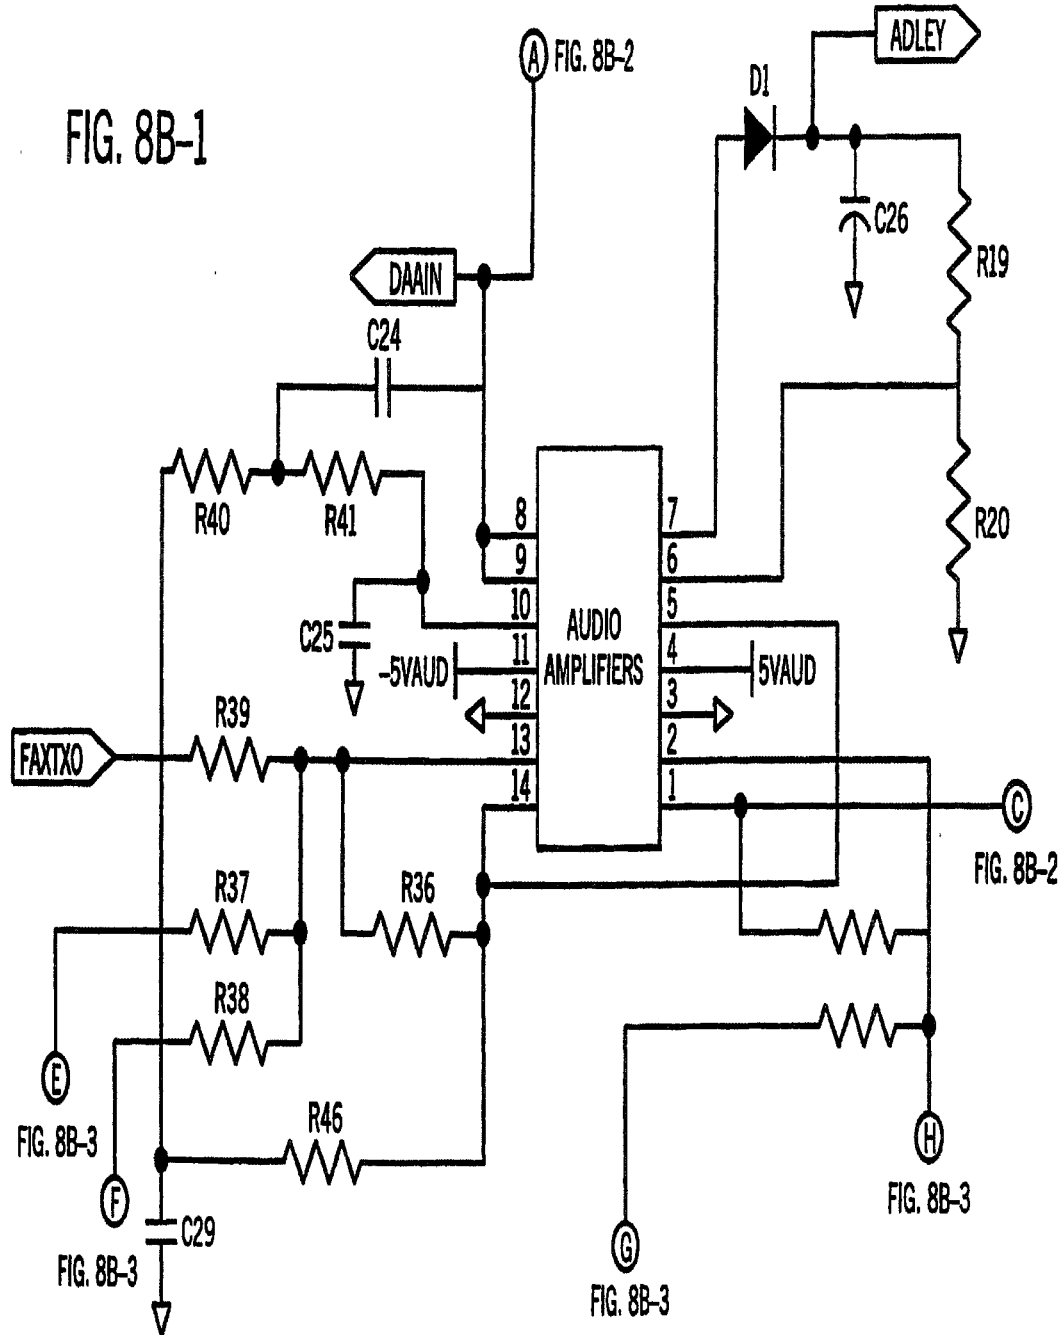 ADLEY
A FIG. 8B-2
D1
FIG. 8B-1
C26
R19
DAAIN
C24
R40
R41
R20
8
7
9
6
10
5
11
4
12
3
13
2
14
1
AUDIO
AMPLIFIERS
C25
-5VAUD
5VAUD
R39
FAXTXO
C
FIG. 8B-2
R37
R36
R38
E
FIG. 8B-3
R46
H
FIG. 8B-3
F
FIG. 8B-3
C29
G
FIG. 8B-3